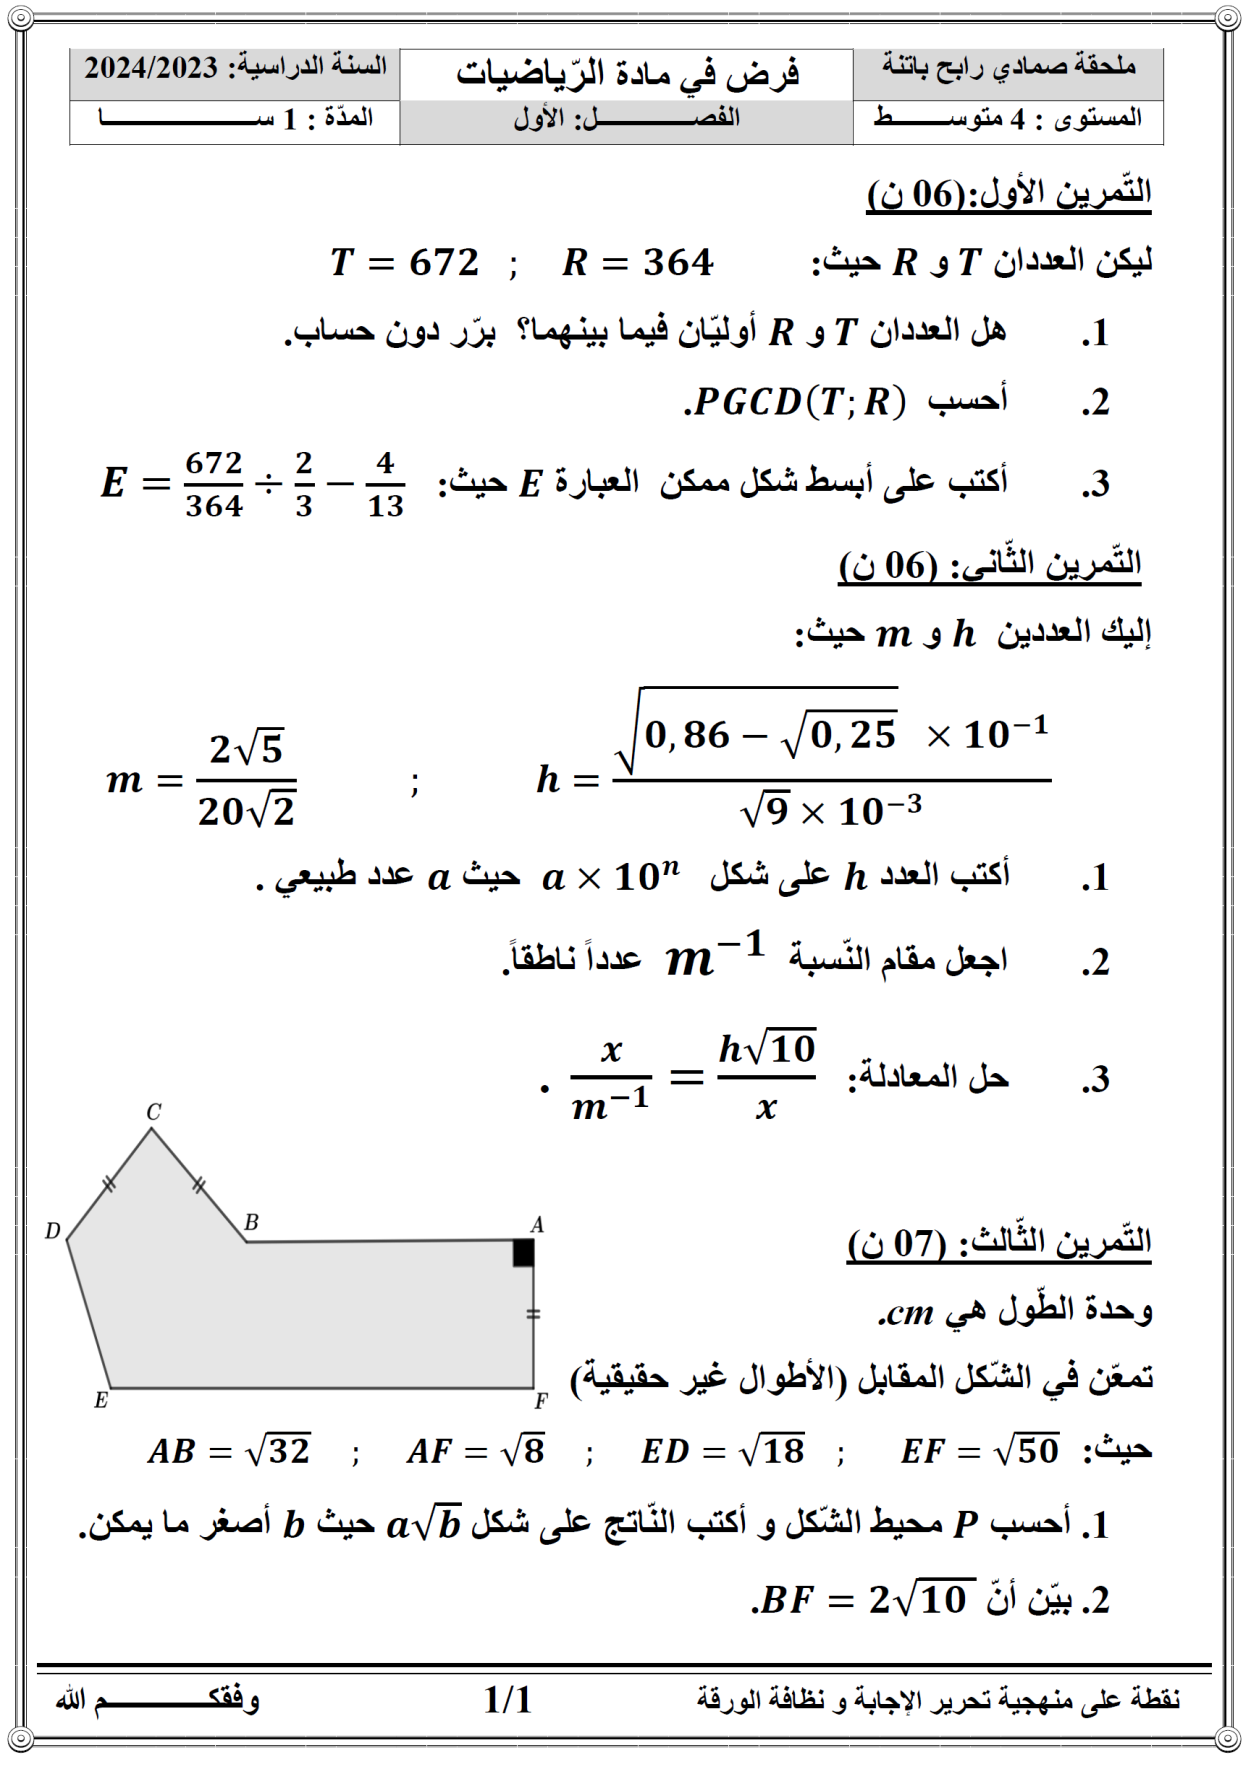 ملحقة صمادي رابح باتنة
فرض في مادة الرّياضيات
السنة الدراسية: 2024/2023
المستوى : 4 متوســـــط
الفصــــــــل: الأول
المدّة : 1 ســــــــــــــا
التّمرين الأول:(06 ن)
ليكن العددان T و R حيث: T = 672 ; R = 364
1. هل العددان T و R أوليّان فيما بينهما؟ برّر دون حساب.
2. أحسب PGCD(T; R).
3. أكتب على أبسط شكل ممكن العبارة E حيث: E = 672/364 ÷ 2/3 − 4/13
التّمرين الثّاني: (06 ن)
إليك العددين h و m حيث:
m = 2√5/20√2 ; h = √(0,86 − √0,25) × 10⁻¹ / √9 × 10⁻³
1. أكتب العدد h على شكل a × 10ⁿ حيث a عدد طبيعي .
2. اجعل مقام النّسبة m⁻¹ عدداً ناطقاً.
3. حل المعادلة: x/m⁻¹ = h√10/x .
C
D
B
A
E
F
التّمرين الثّالث: (07 ن)
وحدة الطّول هي cm.
تمعّن في الشّكل المقابل (الأطوال غير حقيقية)
حيث: AB = √32 ; AF = √8 ; ED = √18 ; EF = √50
1. أحسب P محيط الشّكل و أكتب النّاتج على شكل a√b حيث b أصغر ما يمكن.
2. بيّن أنّ BF = 2√10.
نقطة على منهجية تحرير الإجابة و نظافة الورقة
1/1
وفقكــــــــــــم الله